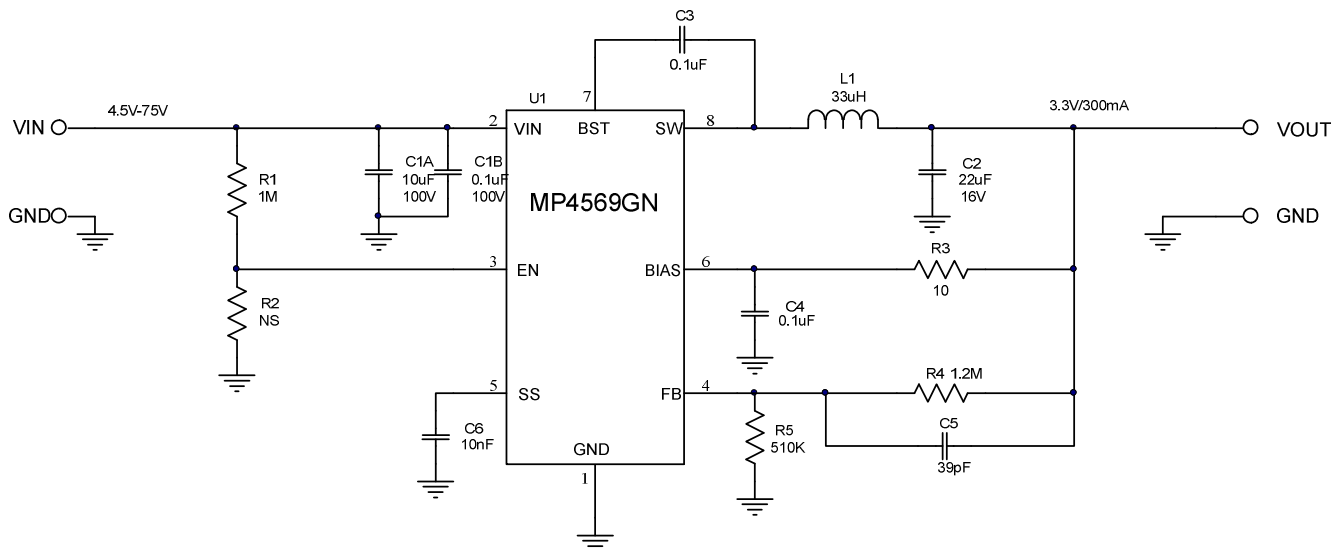 C3
0.1uF
4.5V-75V
U1
7
L1
33uH
3.3V/300mA
VIN
2
VIN
BST
SW
8
VOUT
R1
1M
C1A
10uF
100V
C1B
0.1uF
100V
MP4569GN
C2
22uF
16V
GND
GND
3
EN
BIAS
6
R3
10
R2
NS
C4
0.1uF
5
SS
FB
4
R4 1.2M
C6
10nF
R5
510K
C5
39pF
GND
1